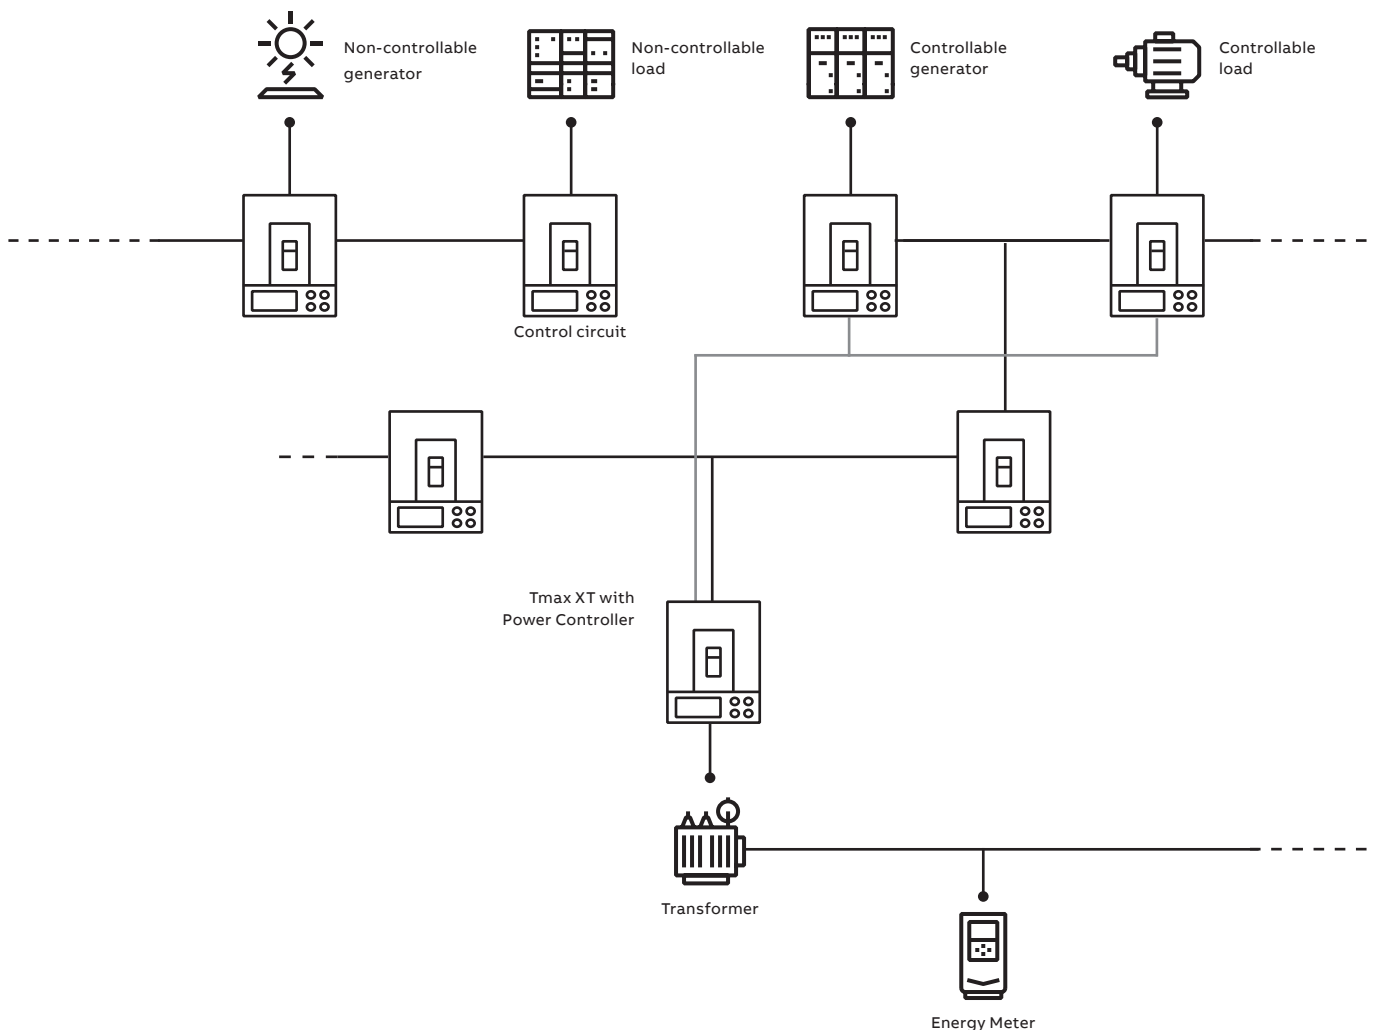 Non-controllable
generator
Non-controllable
load
Controllable
generator
Controllable
load
Control circuit
Tmax XT with
Power Controller
Transformer
Energy Meter